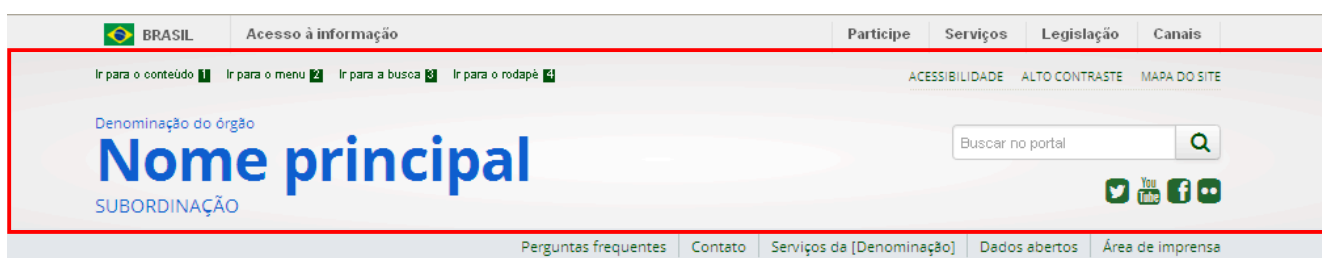 BRASIL Acesso à informação Participe Serviços Legislação Canais
Ir para o conteúdo 1 Ir para o menu 2 Ir para a busca 3 Ir para o rodapé 4 ACESSIBILIDADE ALTO CONTRASTE MAPA DO SITE
Denominação do órgão
Nome principal
Buscar no portal
SUBORDINAÇÃO
You Tube
Perguntas frequentes Contato Serviços da [Denominação] Dados abertos Área de imprensa